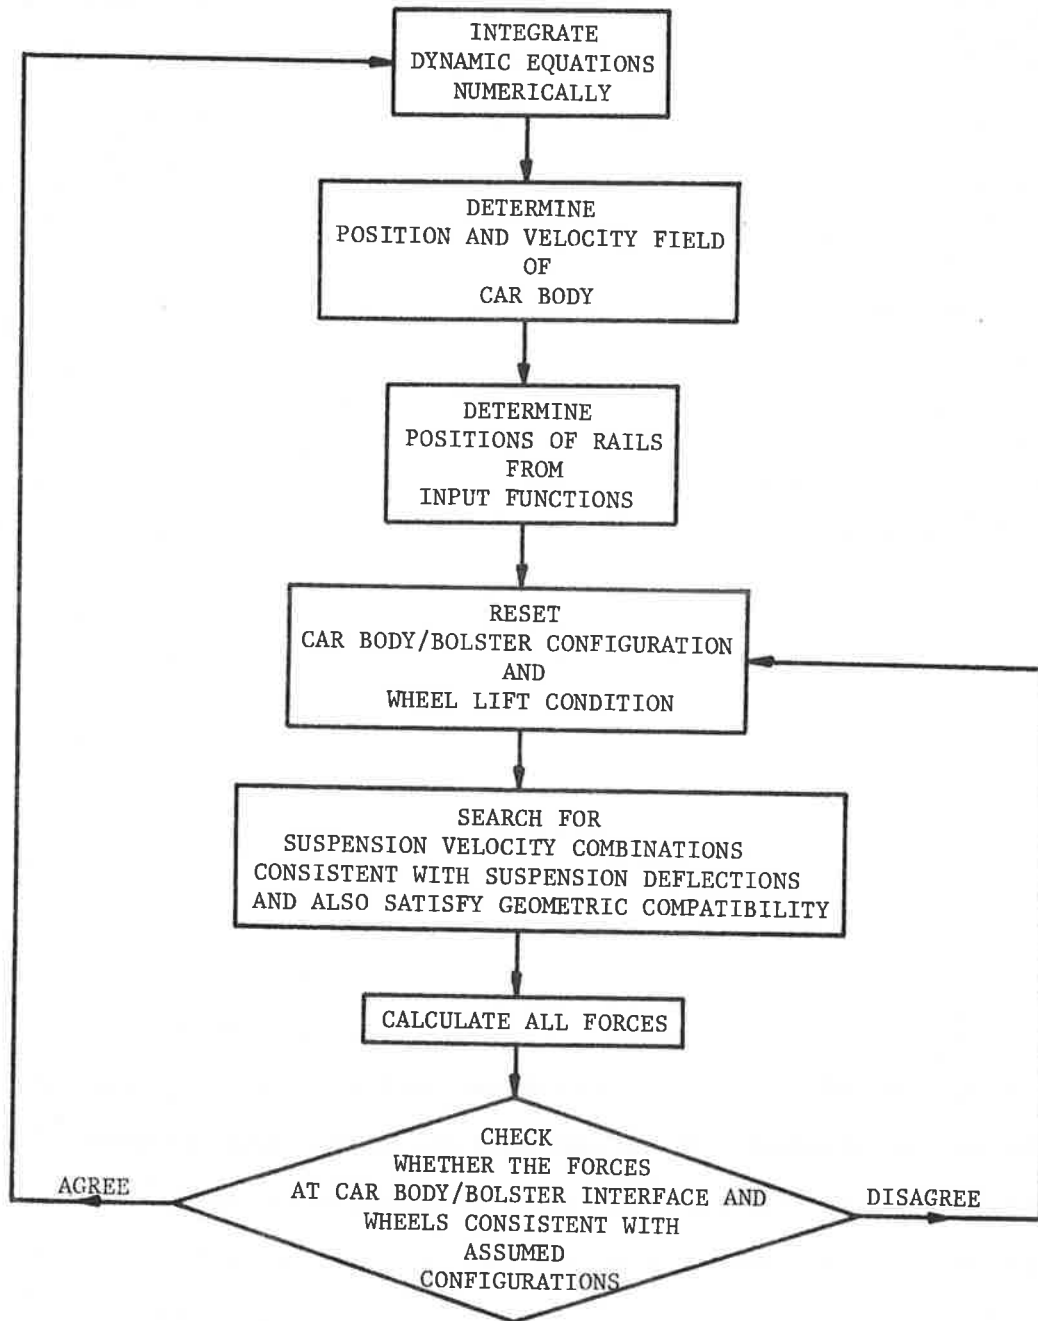 INTEGRATE
DYNAMIC EQUATIONS
NUMERICALLY
DETERMINE
POSITION AND VELOCITY FIELD
OF
CAR BODY
DETERMINE
POSITIONS OF RAILS
FROM
INPUT FUNCTIONS
RESET
CAR BODY/BOLSTER CONFIGURATION
AND
WHEEL LIFT CONDITION
SEARCH FOR
SUSPENSION VELOCITY COMBINATIONS
CONSISTENT WITH SUSPENSION DEFLECTIONS
AND ALSO SATISFY GEOMETRIC COMPATIBILITY
CALCULATE ALL FORCES
CHECK
WHETHER THE FORCES
AT CAR BODY/BOLSTER INTERFACE AND
WHEELS CONSISTENT WITH
ASSUMED
CONFIGURATIONS
AGREE
DISAGREE